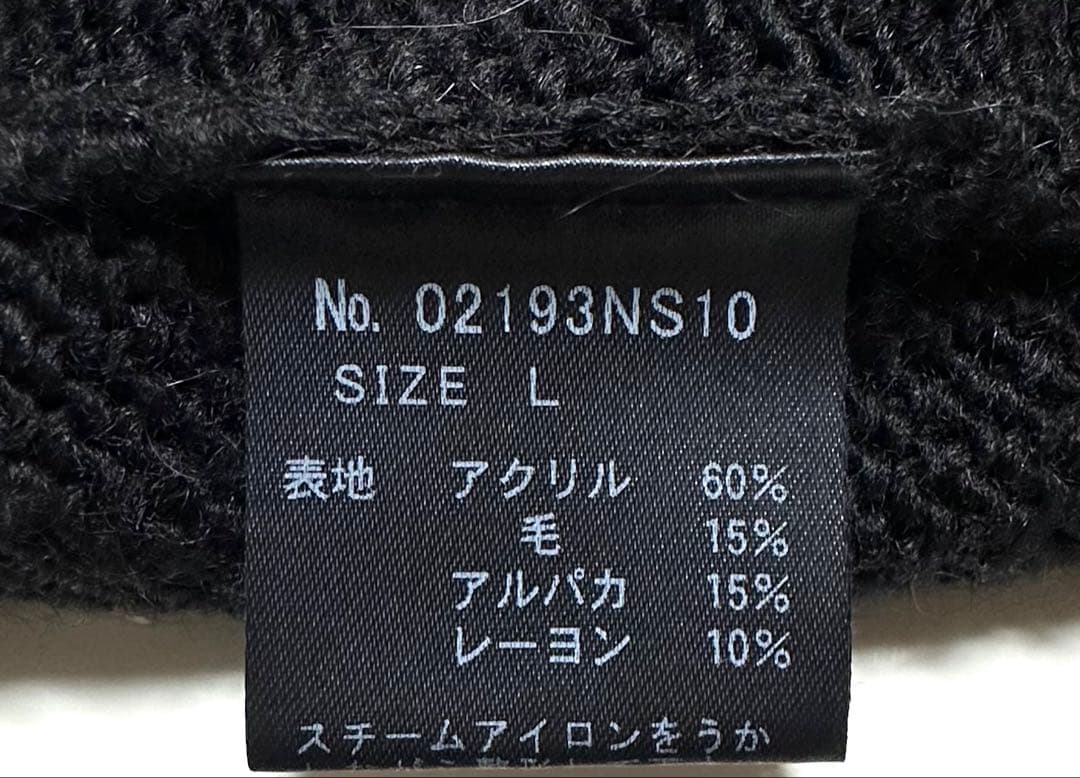 No. 02193NS10
SIZE L
表地 アクリル 60%
毛 15%
アルパカ 15%
レーヨン 10%
スチームアイロンをうか